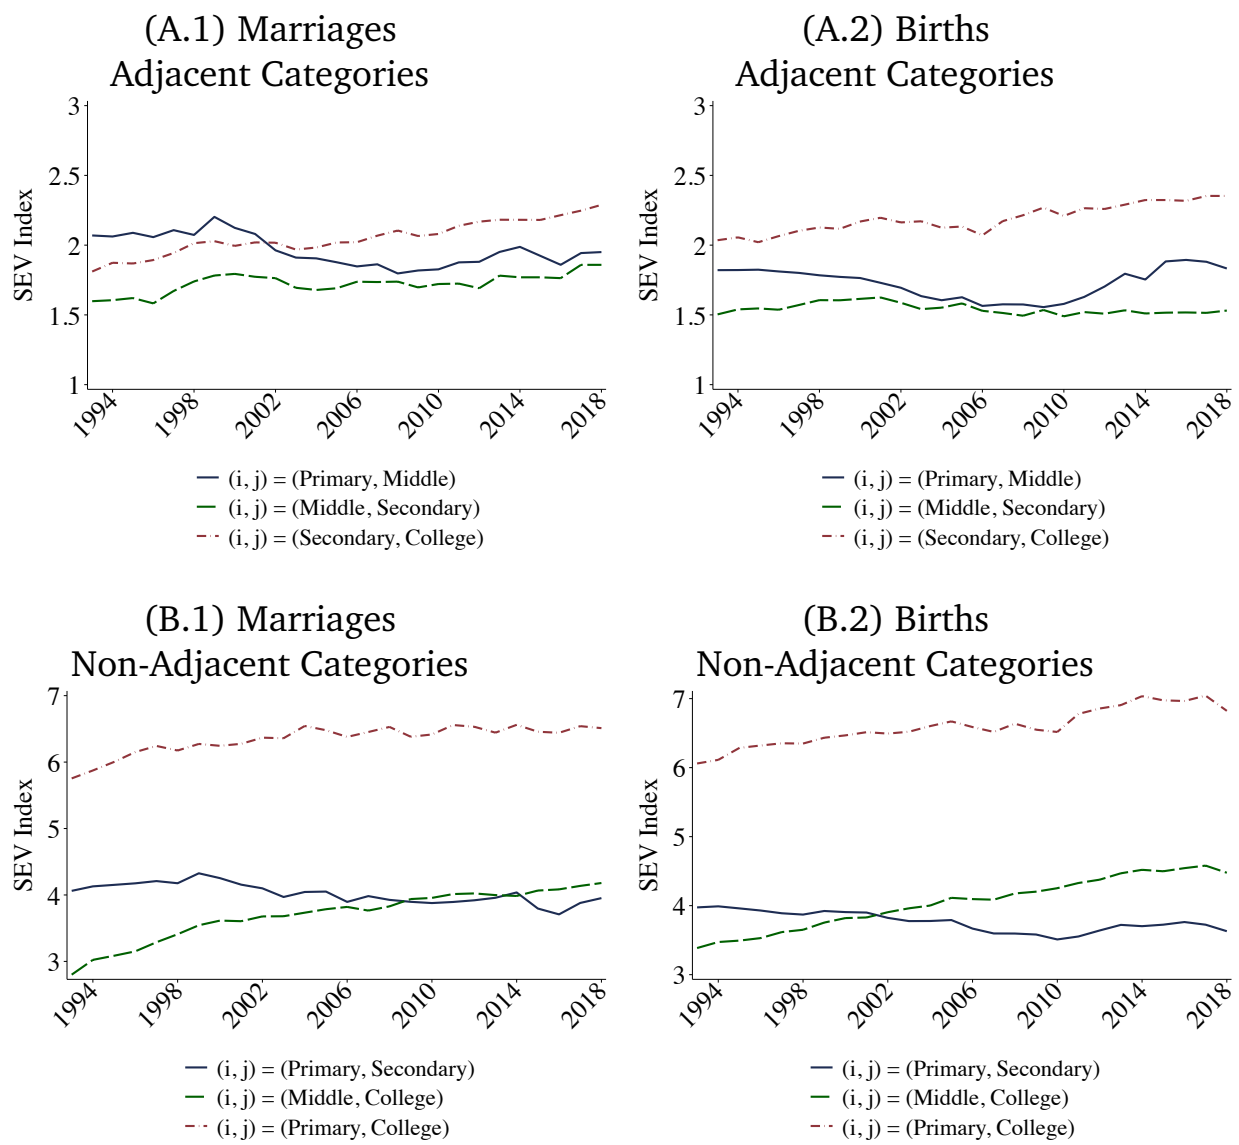 (A.1) Marriages
Adjacent Categories
SEV Index
3
2.5
2
1.5
1
1994 1998 2002 2006 2010 2014 2018
(i, j) = (Primary, Middle)
(i, j) = (Middle, Secondary)
(i, j) = (Secondary, College)
(A.2) Births
Adjacent Categories
SEV Index
3
2.5
2
1.5
1
1994 1998 2002 2006 2010 2014 2018
(i, j) = (Primary, Middle)
(i, j) = (Middle, Secondary)
(i, j) = (Secondary, College)
(B.1) Marriages
Non-Adjacent Categories
SEV Index
7
6
5
4
3
1994 1998 2002 2006 2010 2014 2018
(i, j) = (Primary, Secondary)
(i, j) = (Middle, College)
(i, j) = (Primary, College)
(B.2) Births
Non-Adjacent Categories
SEV Index
7
6
5
4
3
1994 1998 2002 2006 2010 2014 2018
(i, j) = (Primary, Secondary)
(i, j) = (Middle, College)
(i, j) = (Primary, College)